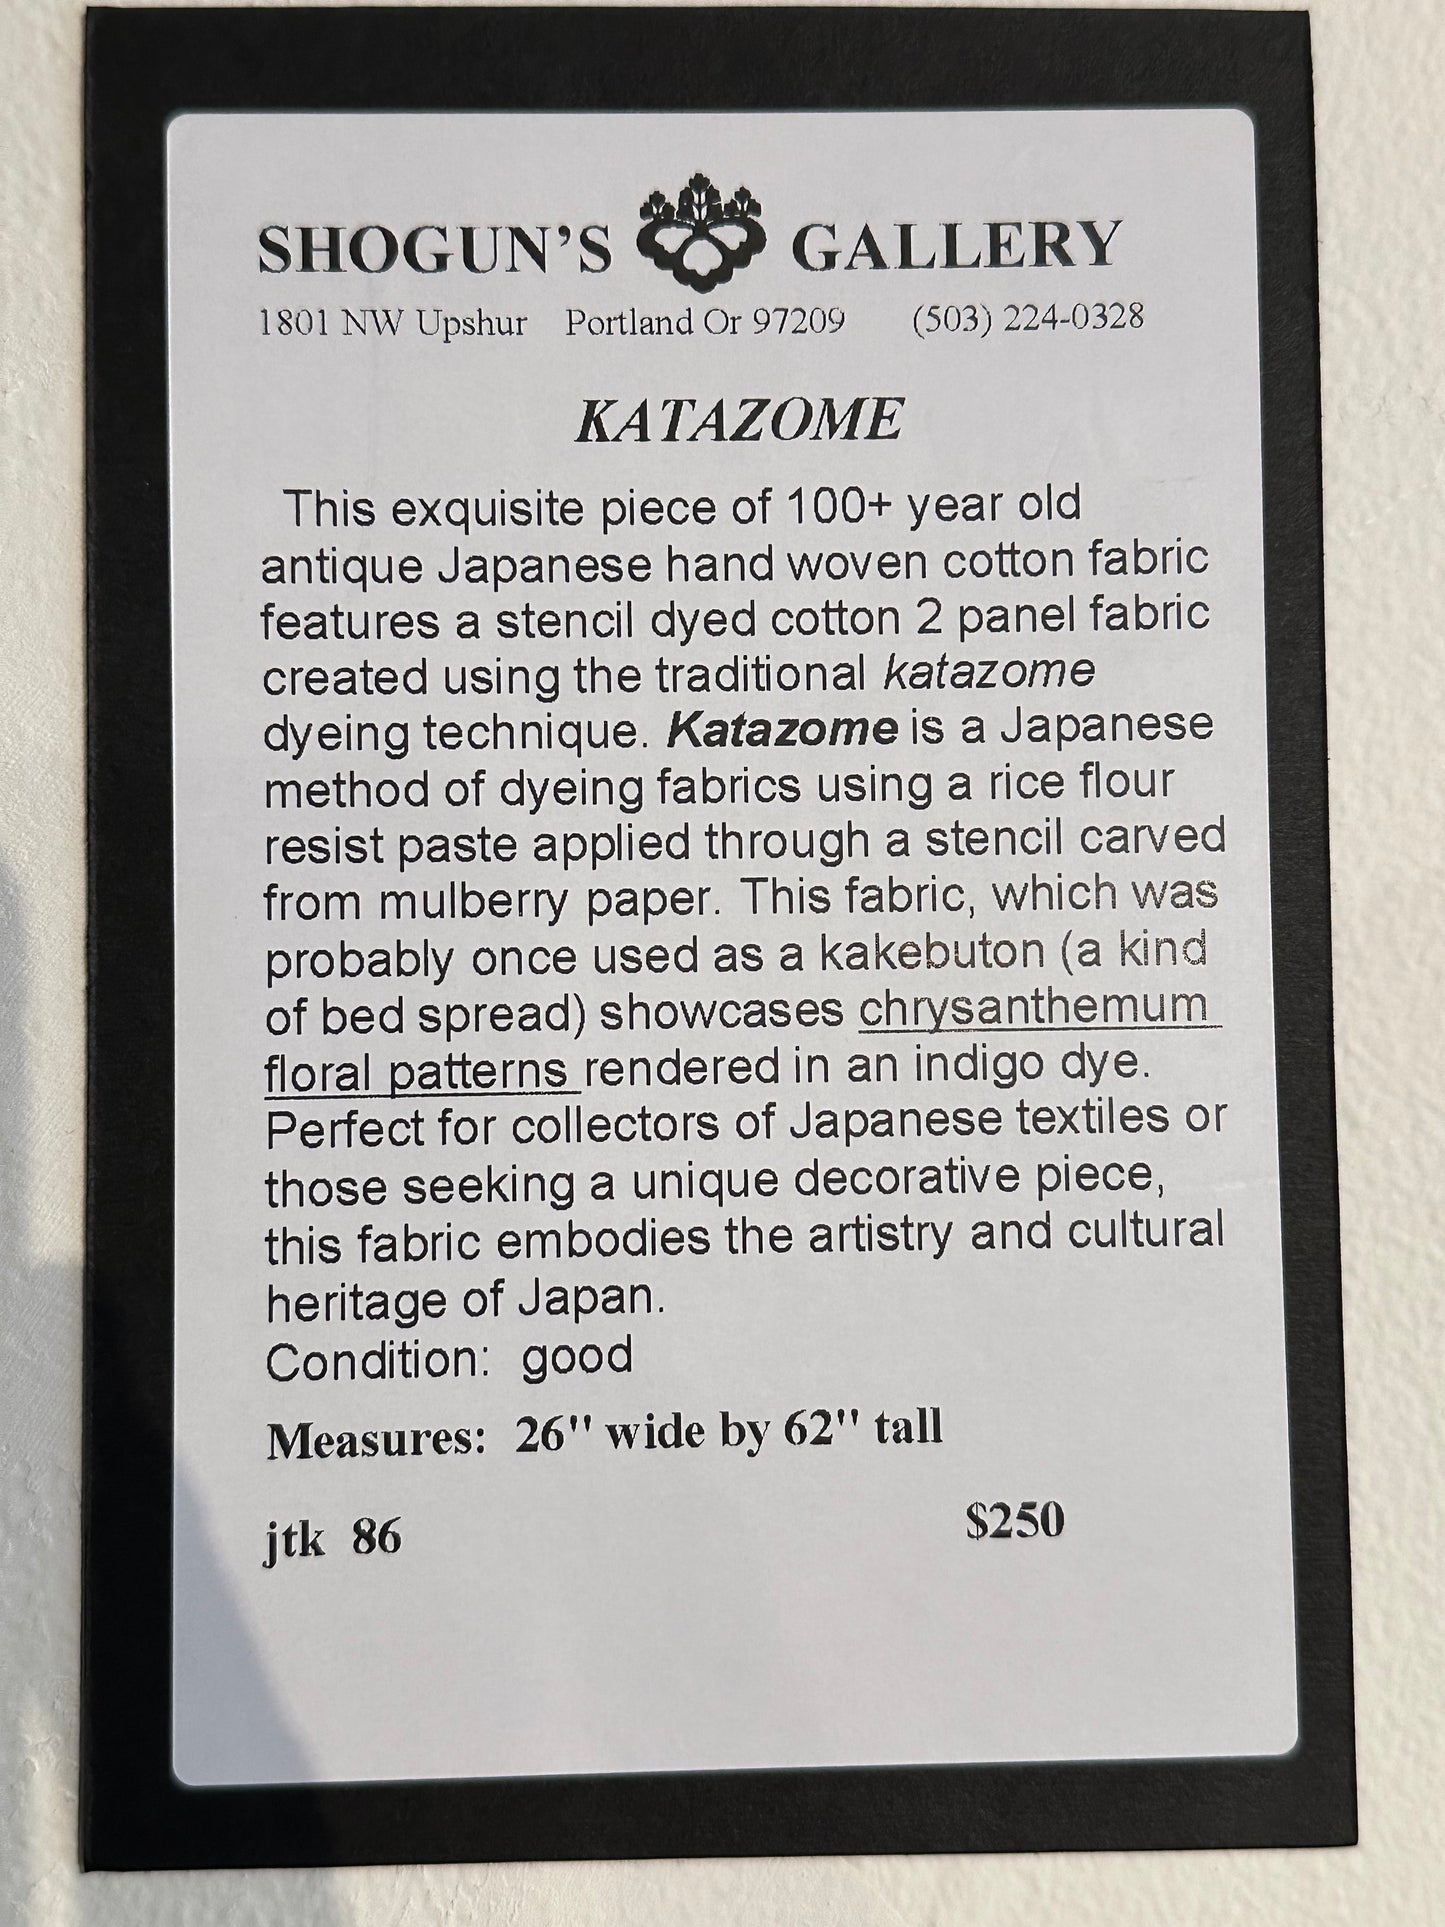 SHOGUN'S GALLERY
1801 NW Upshur Portland Or 97209 (503) 224-0328
KATAZOME
This exquisite piece of 100+ year old
antique Japanese hand woven cotton fabric
features a stencil dyed cotton 2 panel fabric
created using the traditional katazome
dyeing technique. Katazome is a Japanese
method of dyeing fabrics using a rice flour
resist paste applied through a stencil carved
from mulberry paper. This fabric, which was
probably once used as a kakebuton (a kind
of bed spread) showcases chrysanthemum
floral patterns rendered in an indigo dye.
Perfect for collectors of Japanese textiles or
those seeking a unique decorative piece,
this fabric embodies the artistry and cultural
heritage of Japan.
Condition: good
Measures: 26" wide by 62" tall
jtk 86 $250